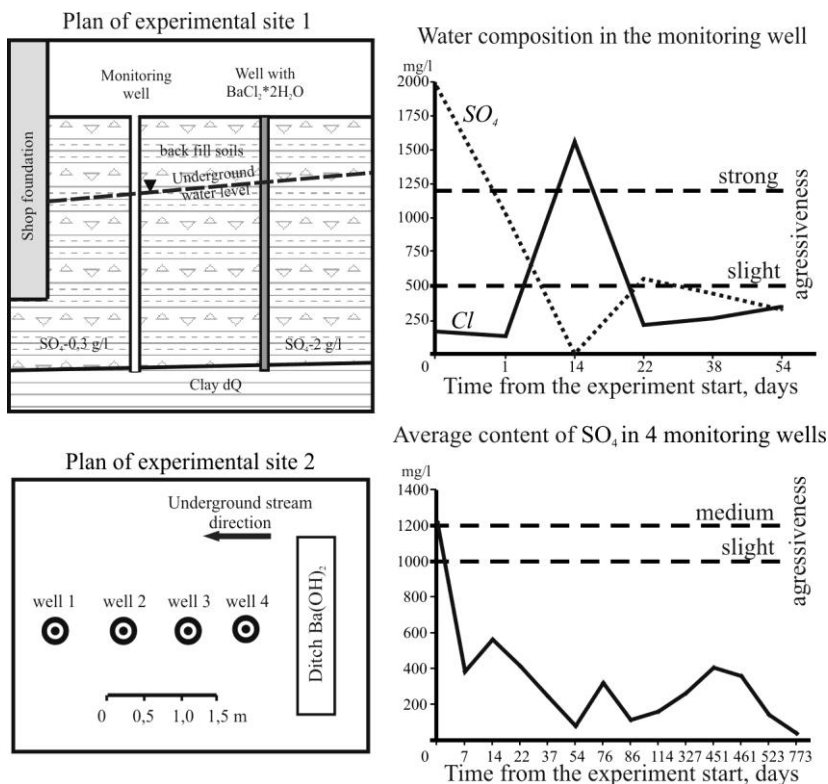 Plan of experimental site 1
Monitoring
well
Well with
BaCl₂*2H₂O
Shop foundation
back fill soils
Underground
water level
SO₄-0,3 g/l
SO₄-2 g/l
Clay dQ
Water composition in the monitoring well
mg/l
2000
1750
1500
1250
1000
750
500
250
SO₄
Cl
strong
slight
agressiveness
0 1 14 22 38 54
Time from the experiment start, days
Plan of experimental site 2
Underground stream
direction
well 1 well 2 well 3 well 4
Ditch Ba(OH)₂
0 0,5 1,0 1,5 m
Average content of SO₄ in 4 monitoring wells
mg/l
1400
1200
1000
800
600
400
200
medium
slight
agressiveness
0 7 14 22 37 54 76 86 114 327 451 461 523 773
Time from the experiment start, days